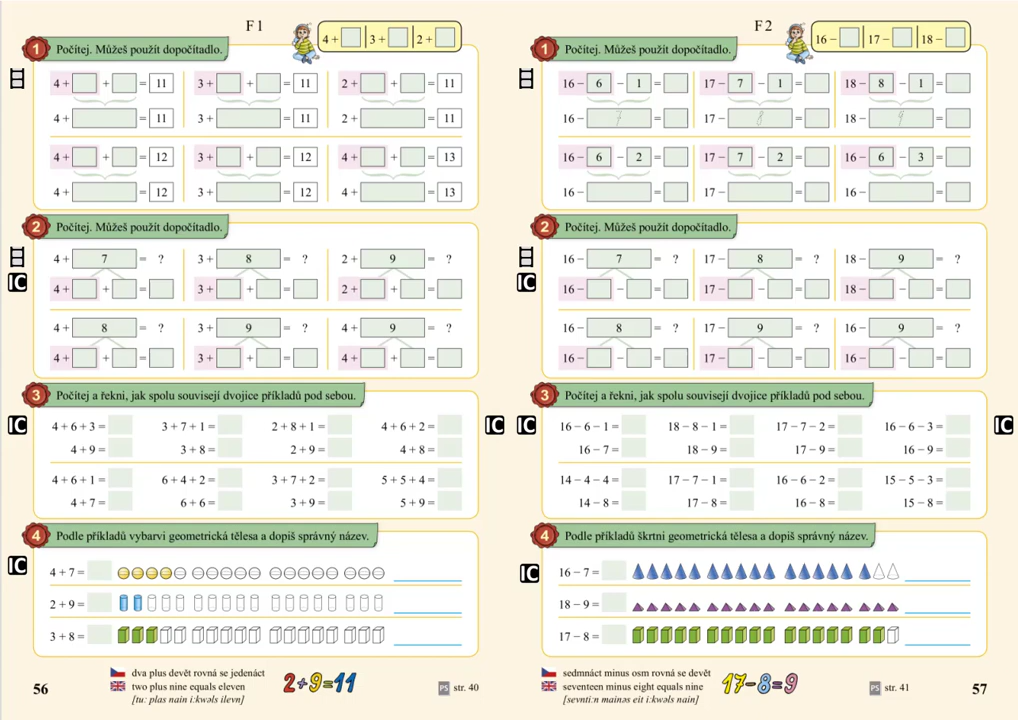 F 1
4 + | 3 + | 2 +
1 Počítej. Můžeš použít dopočítadlo.
4 + + = 11 3 + + = 11 2 + + = 11
4 + = 11 3 + = 11 2 + = 11
4 + + = 12 3 + + = 12 4 + + = 13
4 + = 12 3 + = 12 4 + = 13
2 Počítej. Můžeš použít dopočítadlo.
4 + 7 = ? 3 + 8 = ? 2 + 9 = ?
4 + + = 3 + + = 2 + + =
4 + 8 = ? 3 + 9 = ? 4 + 9 = ?
4 + + = 3 + + = 4 + + =
IC
3 Počítej a řekni, jak spolu souvisejí dvojice příkladů pod sebou.
IC
4 + 6 + 3 = 3 + 7 + 1 = 2 + 8 + 1 = 4 + 6 + 2 =
4 + 9 = 3 + 8 = 2 + 9 = 4 + 8 =
4 + 6 + 1 = 6 + 4 + 2 = 3 + 7 + 2 = 5 + 5 + 4 =
4 + 7 = 6 + 6 = 3 + 9 = 5 + 9 =
IC
4 Podle příkladů vybarvi geometrická tělesa a dopiš správný název.
IC
4 + 7 =
2 + 9 =
3 + 8 =
dva plus devět rovná se jedenáct
two plus nine equals eleven
[tu: plas nain i:kwəls ilevn]
2+9=11
PS str. 40
56
F 2
16 − | 17 − | 18 −
1 Počítej. Můžeš použít dopočítadlo.
16 − 6 − 1 = 17 − 7 − 1 = 18 − 8 − 1 =
16 − 7 = 17 − 8 = 18 − 9 =
16 − 6 − 2 = 17 − 7 − 2 = 16 − 6 − 3 =
16 − = 17 − = 16 − =
2 Počítej. Můžeš použít dopočítadlo.
16 − 7 = ? 17 − 8 = ? 18 − 9 = ?
16 − − = 17 − − = 18 − − =
16 − 8 = ? 17 − 9 = ? 16 − 9 = ?
16 − − = 17 − − = 16 − − =
IC
3 Počítej a řekni, jak spolu souvisejí dvojice příkladů pod sebou.
IC
16 − 6 − 1 = 18 − 8 − 1 = 17 − 7 − 2 = 16 − 6 − 3 =
16 − 7 = 18 − 9 = 17 − 9 = 16 − 9 =
14 − 4 − 4 = 17 − 7 − 1 = 16 − 6 − 2 = 15 − 5 − 3 =
14 − 8 = 17 − 8 = 16 − 8 = 15 − 8 =
IC
4 Podle příkladů škrtni geometrická tělesa a dopiš správný název.
IC
16 − 7 =
18 − 9 =
17 − 8 =
sedmnáct minus osm rovná se devět
seventeen minus eight equals nine
[sevnti:n mainəs eit i:kwəls nain]
17−8=9
PS str. 41
57